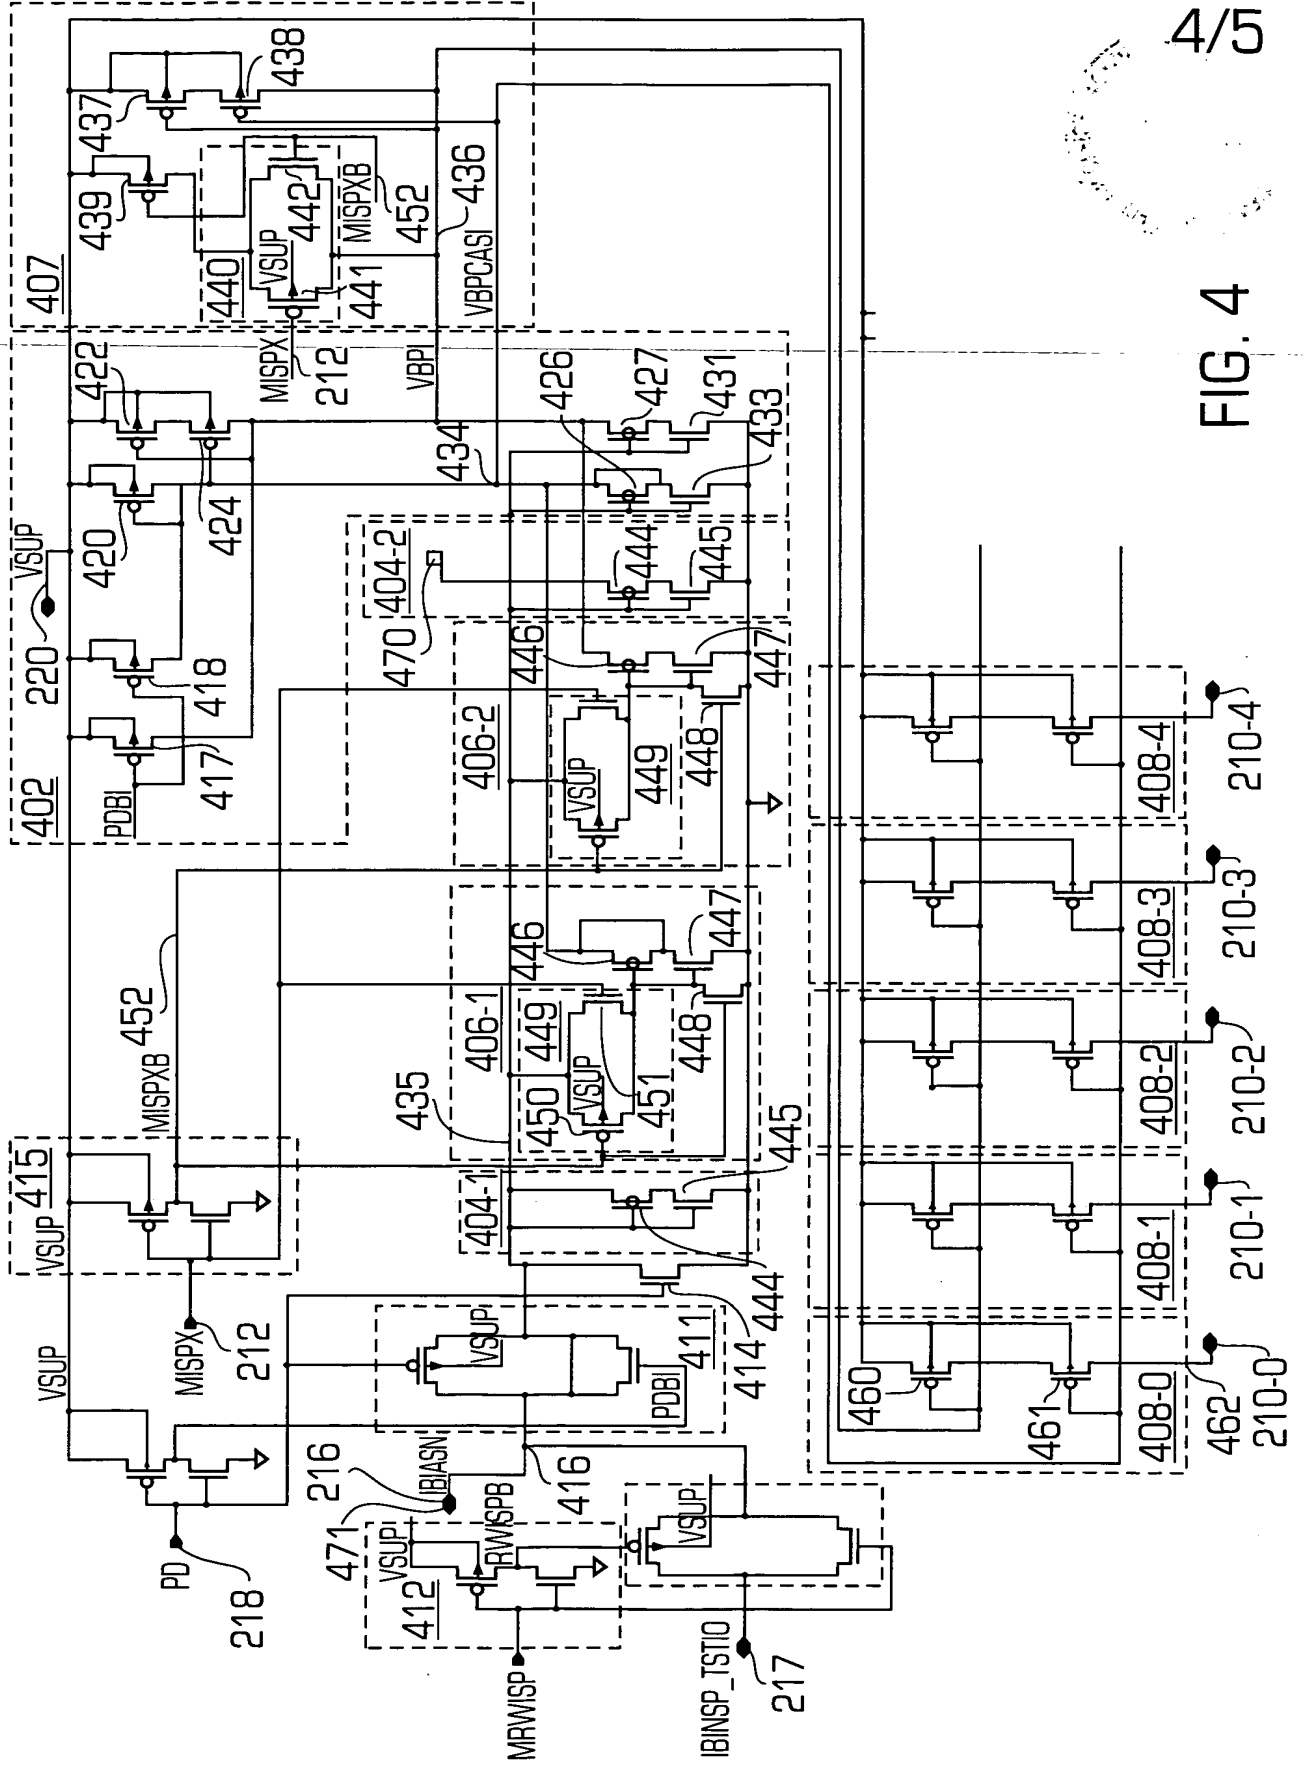 4/5
FIG. 4
407
437
438
439
440
VSUP
442
441
MISPXB
452
436
VBPCASI
MISPX
212
VBPI
402
VSUP
220
PDBI
417
418
420
422
424
434
426
427
431
433
404-2
470
444
445
406-2
446
447
448
449
VSUP
415
VSUP
MISPX
212
MISPXB
452
435
406-1
446
447
448
449
450
VSUP
451
404-1
445
444
414
VSUP
PD
218
VSUP
411
PDBI
216
IBIASN
471
416
412
VSUP
RWISPB
MRWISP
VSUP
IBINSP_TSTIO
217
408-4
210-4
408-3
210-3
408-2
210-2
408-1
210-1
460
461
408-0
462
210-0